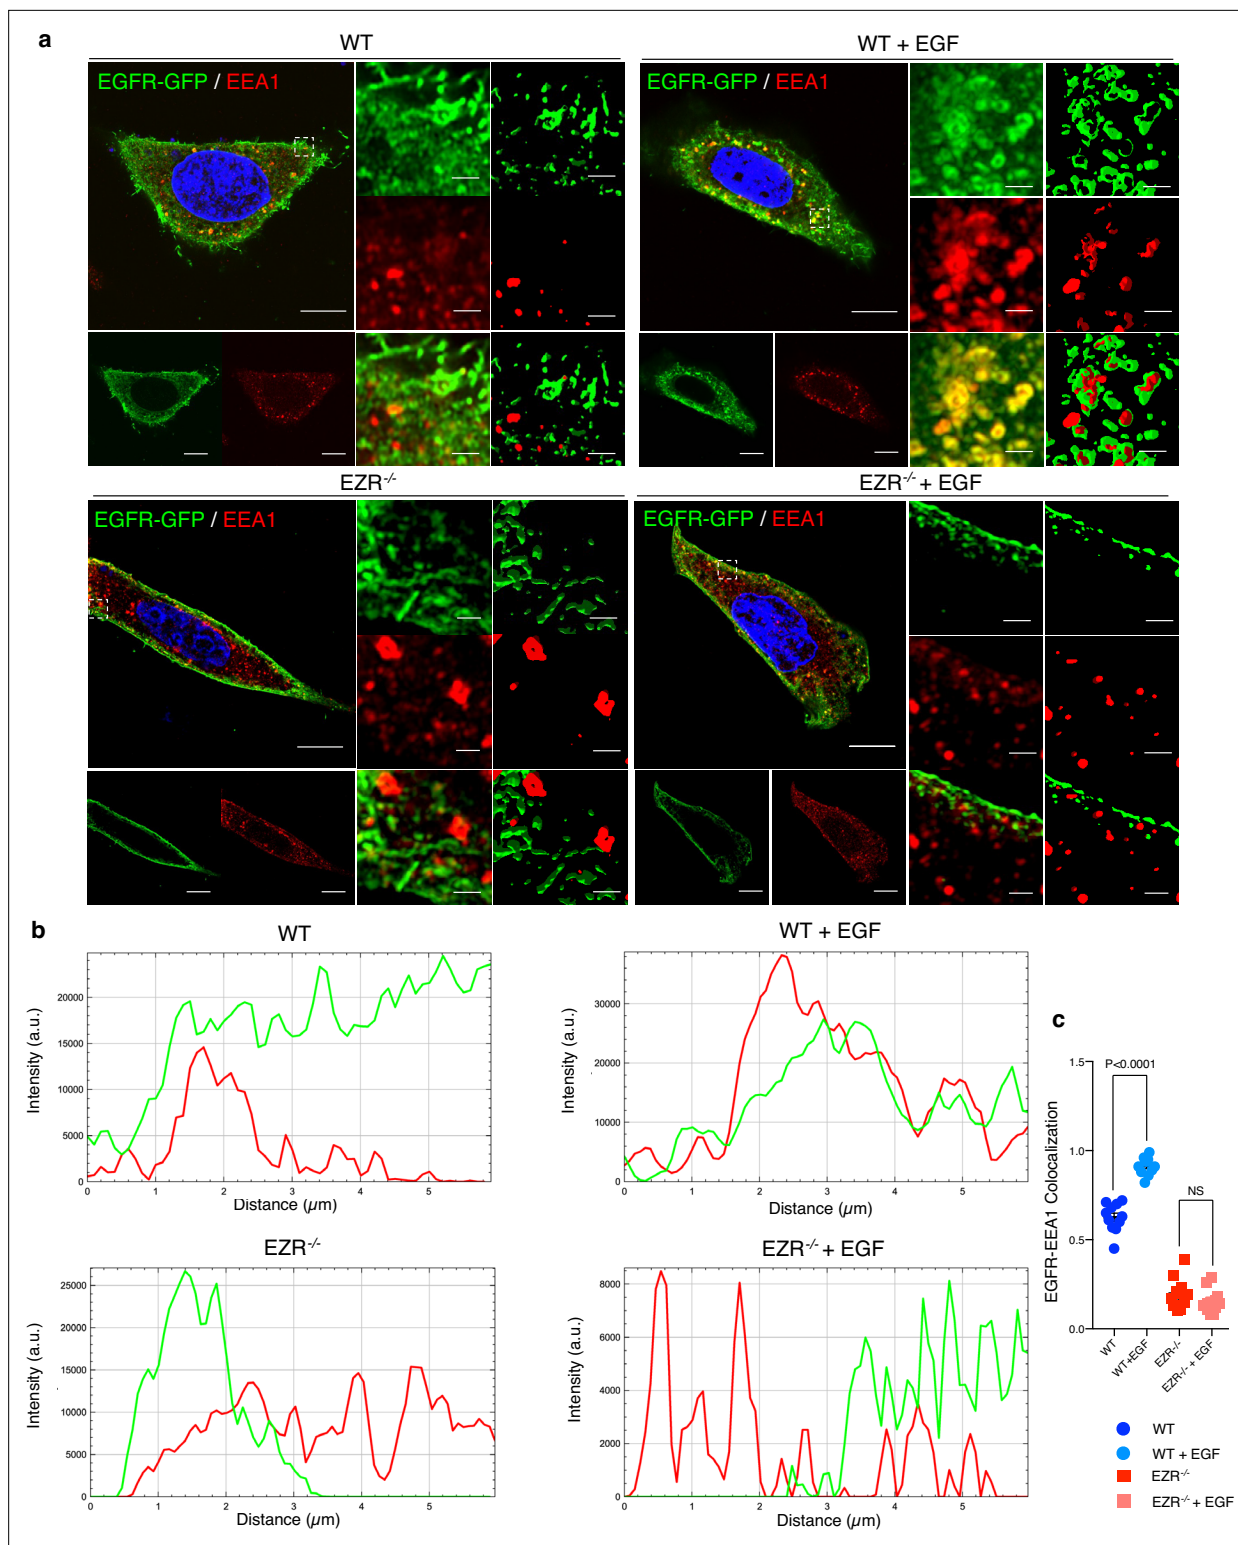 a
WT
WT + EGF
EGFR-GFP / EEA1
EGFR-GFP / EEA1
EZR-/-
EZR-/- + EGF
EGFR-GFP / EEA1
EGFR-GFP / EEA1
b
WT
Intensity (a.u.)
20000
15000
10000
5000
0
0 1 2 3 4 5
Distance (µm)
WT + EGF
Intensity (a.u.)
30000
20000
10000
0
0 1 2 3 4 5
Distance (µm)
EZR-/-
Intensity (a.u.)
25000
20000
15000
10000
5000
0
0 1 2 3 4 5
Distance (µm)
EZR-/- + EGF
Intensity (a.u.)
8000
6000
4000
2000
0
0 1 2 3 4 5
Distance (µm)
c
EGFR-EEA1 Colocalization
1.5
1.0
0.5
0.0
P<0.0001
NS
WT
WT+EGF
EZR-/-
EZR-/- + EGF
WT
WT + EGF
EZR-/-
EZR-/- + EGF